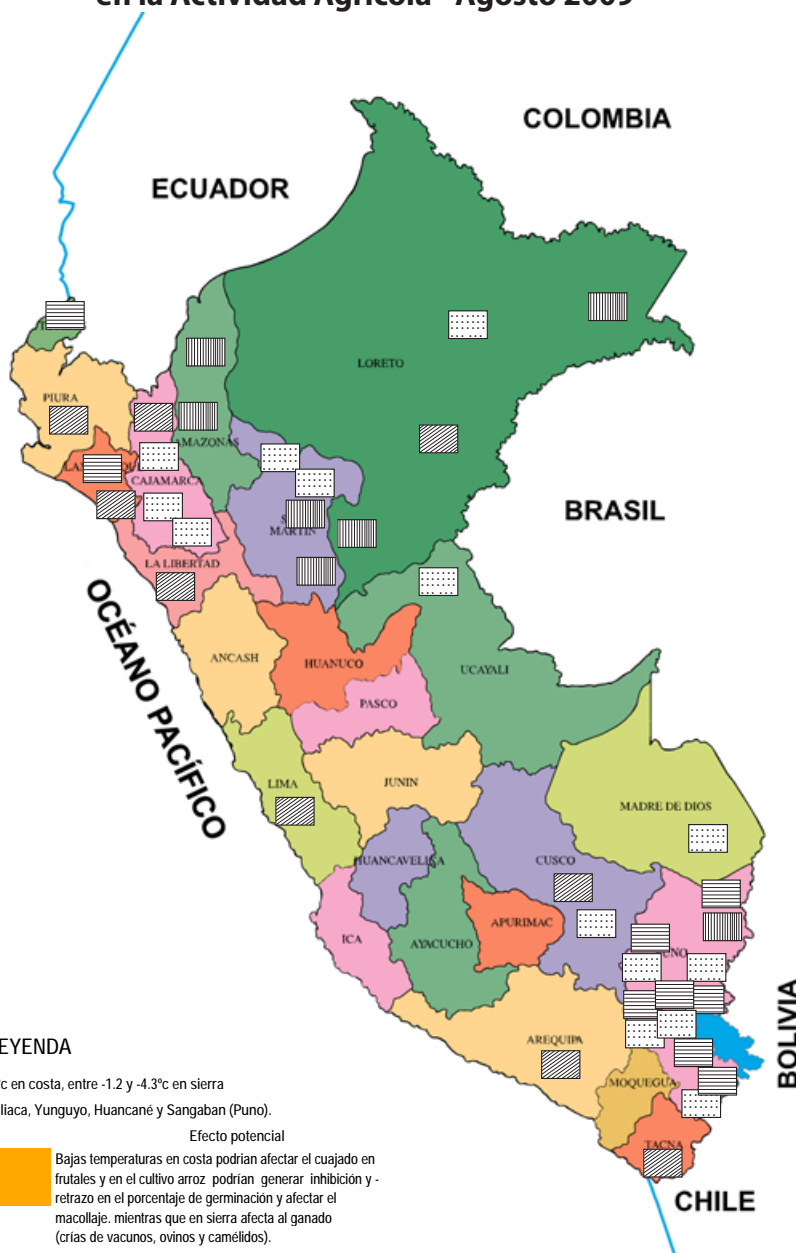 en la Actividad Agrícola - Agosto 2009
COLOMBIA
ECUADOR
LORETO
PIURA
AMAZONAS
CAJAMARCA
BRASIL
MARTIN
LA LIBERTAD
OCÉANO PACÍFICO
ANCASH
HUANUCO
UCAYALI
PASCO
LIMA
JUNIN
MADRE DE DIOS
HUANCAVELICA
CUSCO
APURIMAC
ICA
AYACUCHO
UNO
BOLIVIA
AREQUIPA
EYENDA
MOQUEGUA
ºc en costa, entre -1.2 y -4.3ºc en sierra
liaca, Yunguyo, Huancané y Sangaban (Puno).
Efecto potencial
TACNA
Bajas temperaturas en costa podrian afectar el cuajado en
frutales y en el cultivo arroz podrían generar inhibición y -
retrazo en el porcentaje de germinación y afectar el
macollaje. mientras que en sierra afecta al ganado
(crías de vacunos, ovinos y camélidos).
CHILE